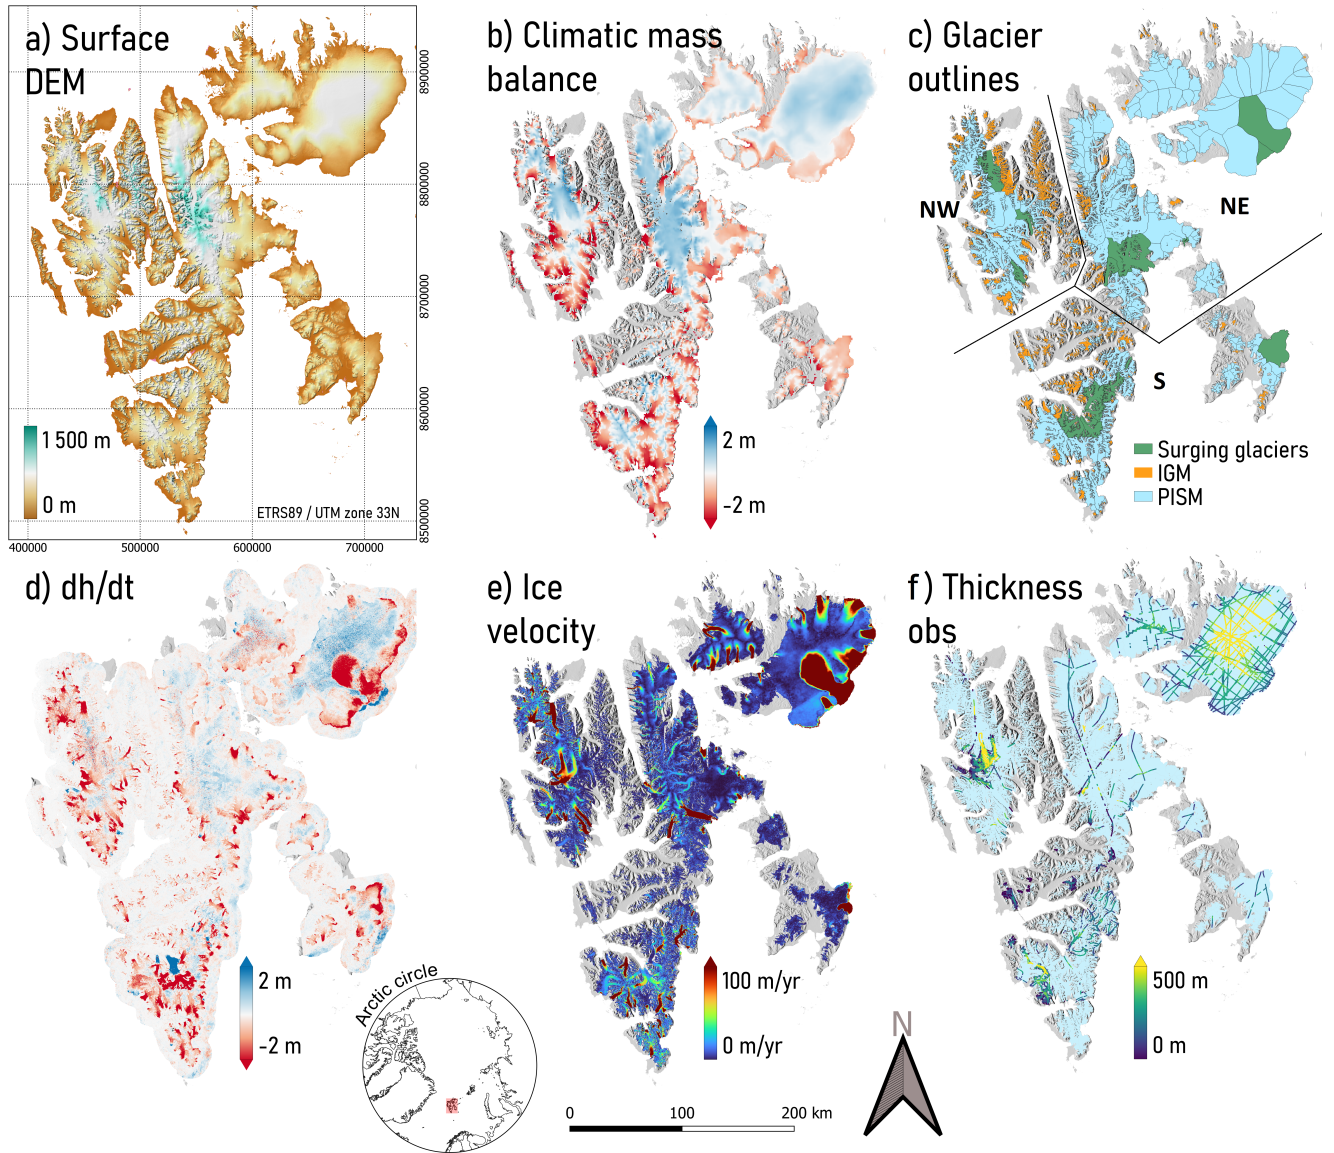 a) Surface
DEM
8900000
8800000
8700000
8600000
8500000
1 500 m
0 m
ETRS89 / UTM zone 33N
400000
500000
600000
700000
b) Climatic mass
balance
2 m
-2 m
c) Glacier
outlines
NW
NE
S
Surging glaciers
IGM
PISM
d) dh/dt
2 m
-2 m
Arctic circle
e) Ice
velocity
100 m/yr
0 m/yr
f) Thickness
obs
500 m
0 m
0
100
200 km
N